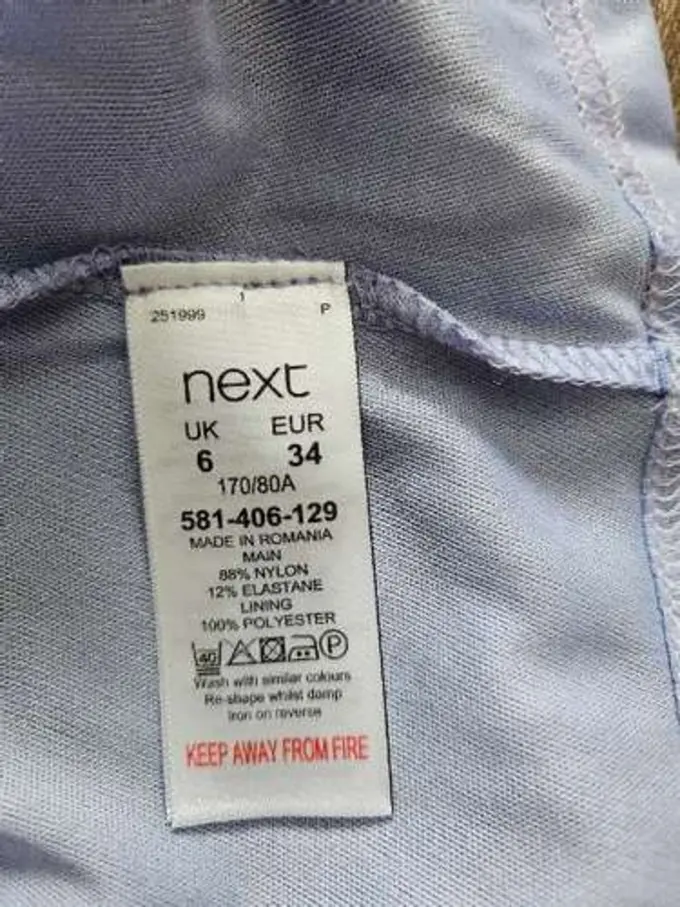 1
251999 P
next
UK EUR
6 34
170/80A
581-406-129
MADE IN ROMANIA
MAIN
88% NYLON
12% ELASTANE
LINING
100% POLYESTER
40 P
Wash with similar colours
Re-shape whilst damp
Iron on reverse
KEEP AWAY FROM FIRE